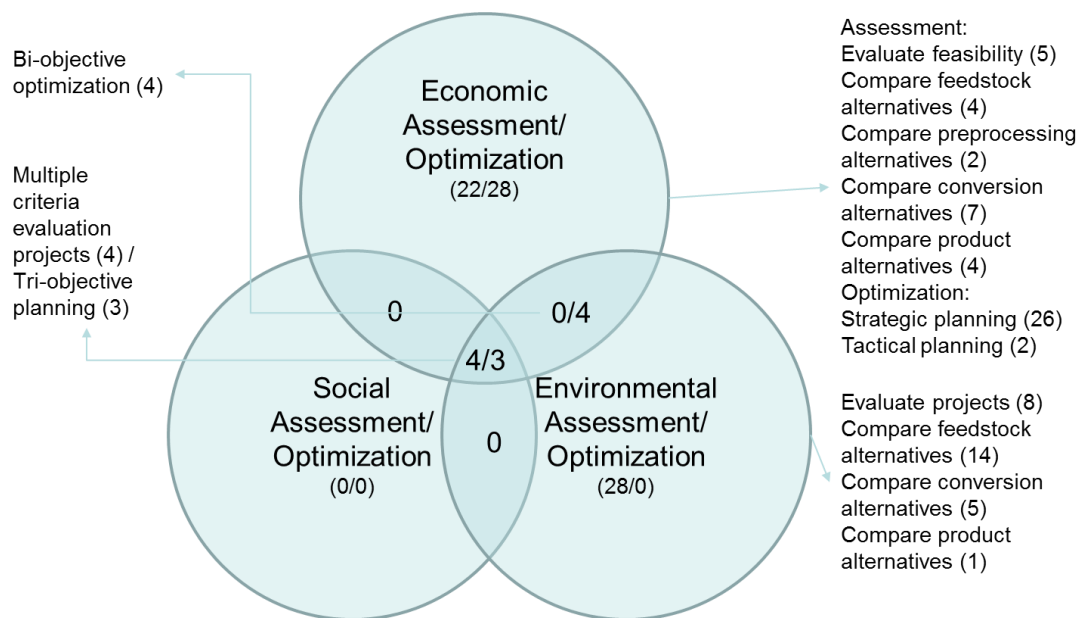 Bi-objective
optimization (4)
Multiple
criteria
evaluation
projects (4) /
Tri-objective
planning (3)
Economic
Assessment/
Optimization
(22/28)
0
0/4
4/3
Social
Assessment/
Optimization
(0/0)
0
Environmental
Assessment/
Optimization
(28/0)
Assessment:
Evaluate feasibility (5)
Compare feedstock
alternatives (4)
Compare preprocessing
alternatives (2)
Compare conversion
alternatives (7)
Compare product
alternatives (4)
Optimization:
Strategic planning (26)
Tactical planning (2)
Evaluate projects (8)
Compare feedstock
alternatives (14)
Compare conversion
alternatives (5)
Compare product
alternatives (1)